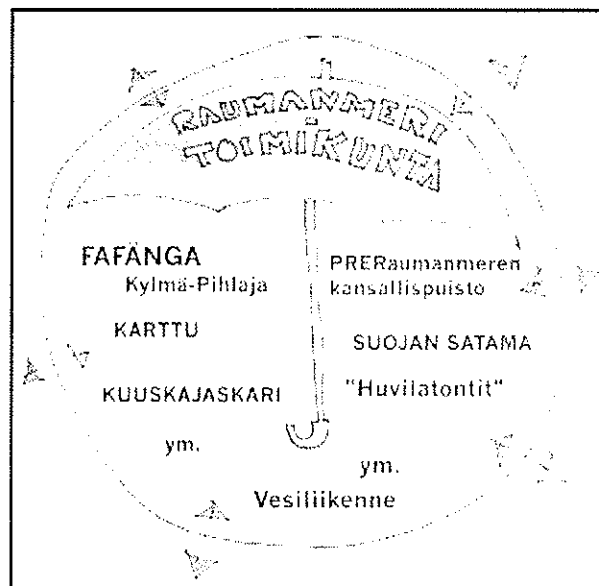 RAUMANMERI
TOIMIKUNTA
FAFÄNGA
Kylmä-Pihlaja
KARTTU
KUUSKAJASKARI
ym.
PRERaumanmeren
kansallispuisto
SUOJAN SATAMA
"Huvilatontit"
ym.
Vesiliikenne